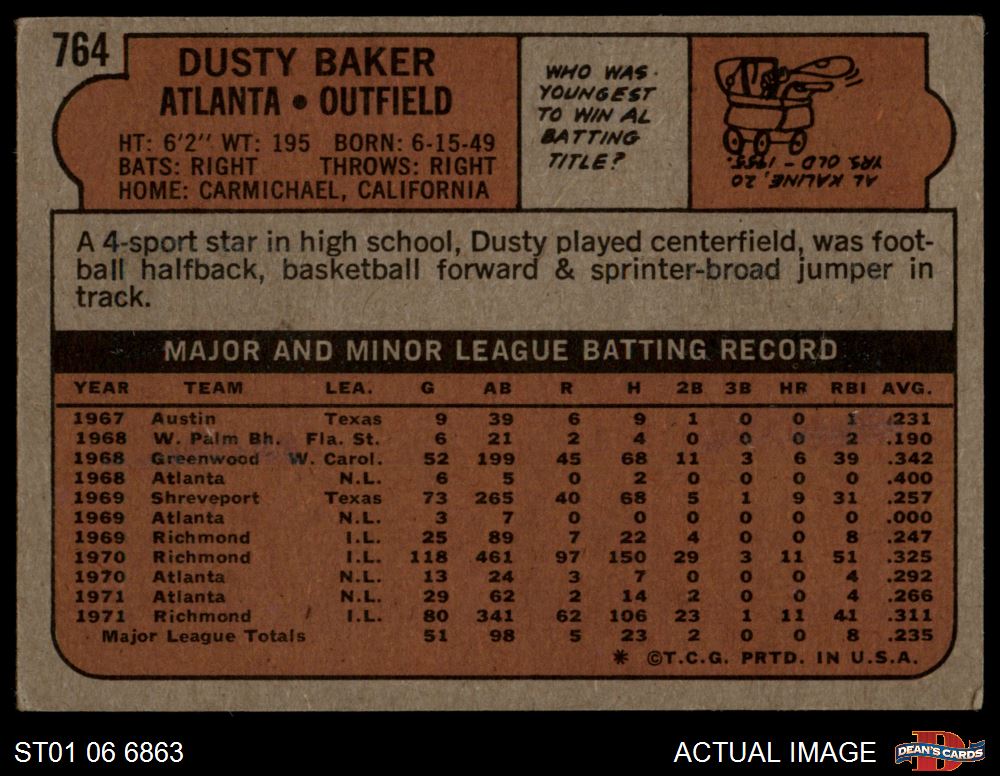 764
DUSTY BAKER
ATLANTA • OUTFIELD
HT: 6'2" WT: 195 BORN: 6-15-49
BATS: RIGHT THROWS: RIGHT
HOME: CARMICHAEL, CALIFORNIA
WHO WAS
YOUNGEST
TO WIN AL
BATTING
TITLE?
AL KALINE, 20
YRS. OLD - 1955.
A 4-sport star in high school, Dusty played centerfield, was foot-
ball halfback, basketball forward & sprinter-broad jumper in
track.
MAJOR AND MINOR LEAGUE BATTING RECORD
YEAR TEAM LEA. G AB R H 2B 3B HR RBI AVG.
1967 Austin Texas 9 39 6 9 1 0 0 1 .231
1968 W. Palm Bh. Fla. St. 6 21 2 4 0 0 0 2 .190
1968 Greenwood W. Carol. 52 199 45 68 11 3 6 39 .342
1968 Atlanta N.L. 6 5 0 2 0 0 0 0 .400
1969 Shreveport Texas 73 265 40 68 5 1 9 31 .257
1969 Atlanta N.L. 3 7 0 0 0 0 0 0 .000
1969 Richmond I.L. 25 89 7 22 4 0 0 8 .247
1970 Richmond I.L. 118 461 97 150 29 3 11 51 .325
1970 Atlanta N.L. 13 24 3 7 0 0 0 4 .292
1971 Atlanta N.L. 29 62 2 14 2 0 0 4 .266
1971 Richmond I.L. 80 341 62 106 23 1 11 41 .311
Major League Totals 51 98 5 23 2 0 0 8 .235
* ©T.C.G. PRTD. IN U.S.A.
ST01 06 6863
ACTUAL IMAGE
D
DEAN'S CARDS